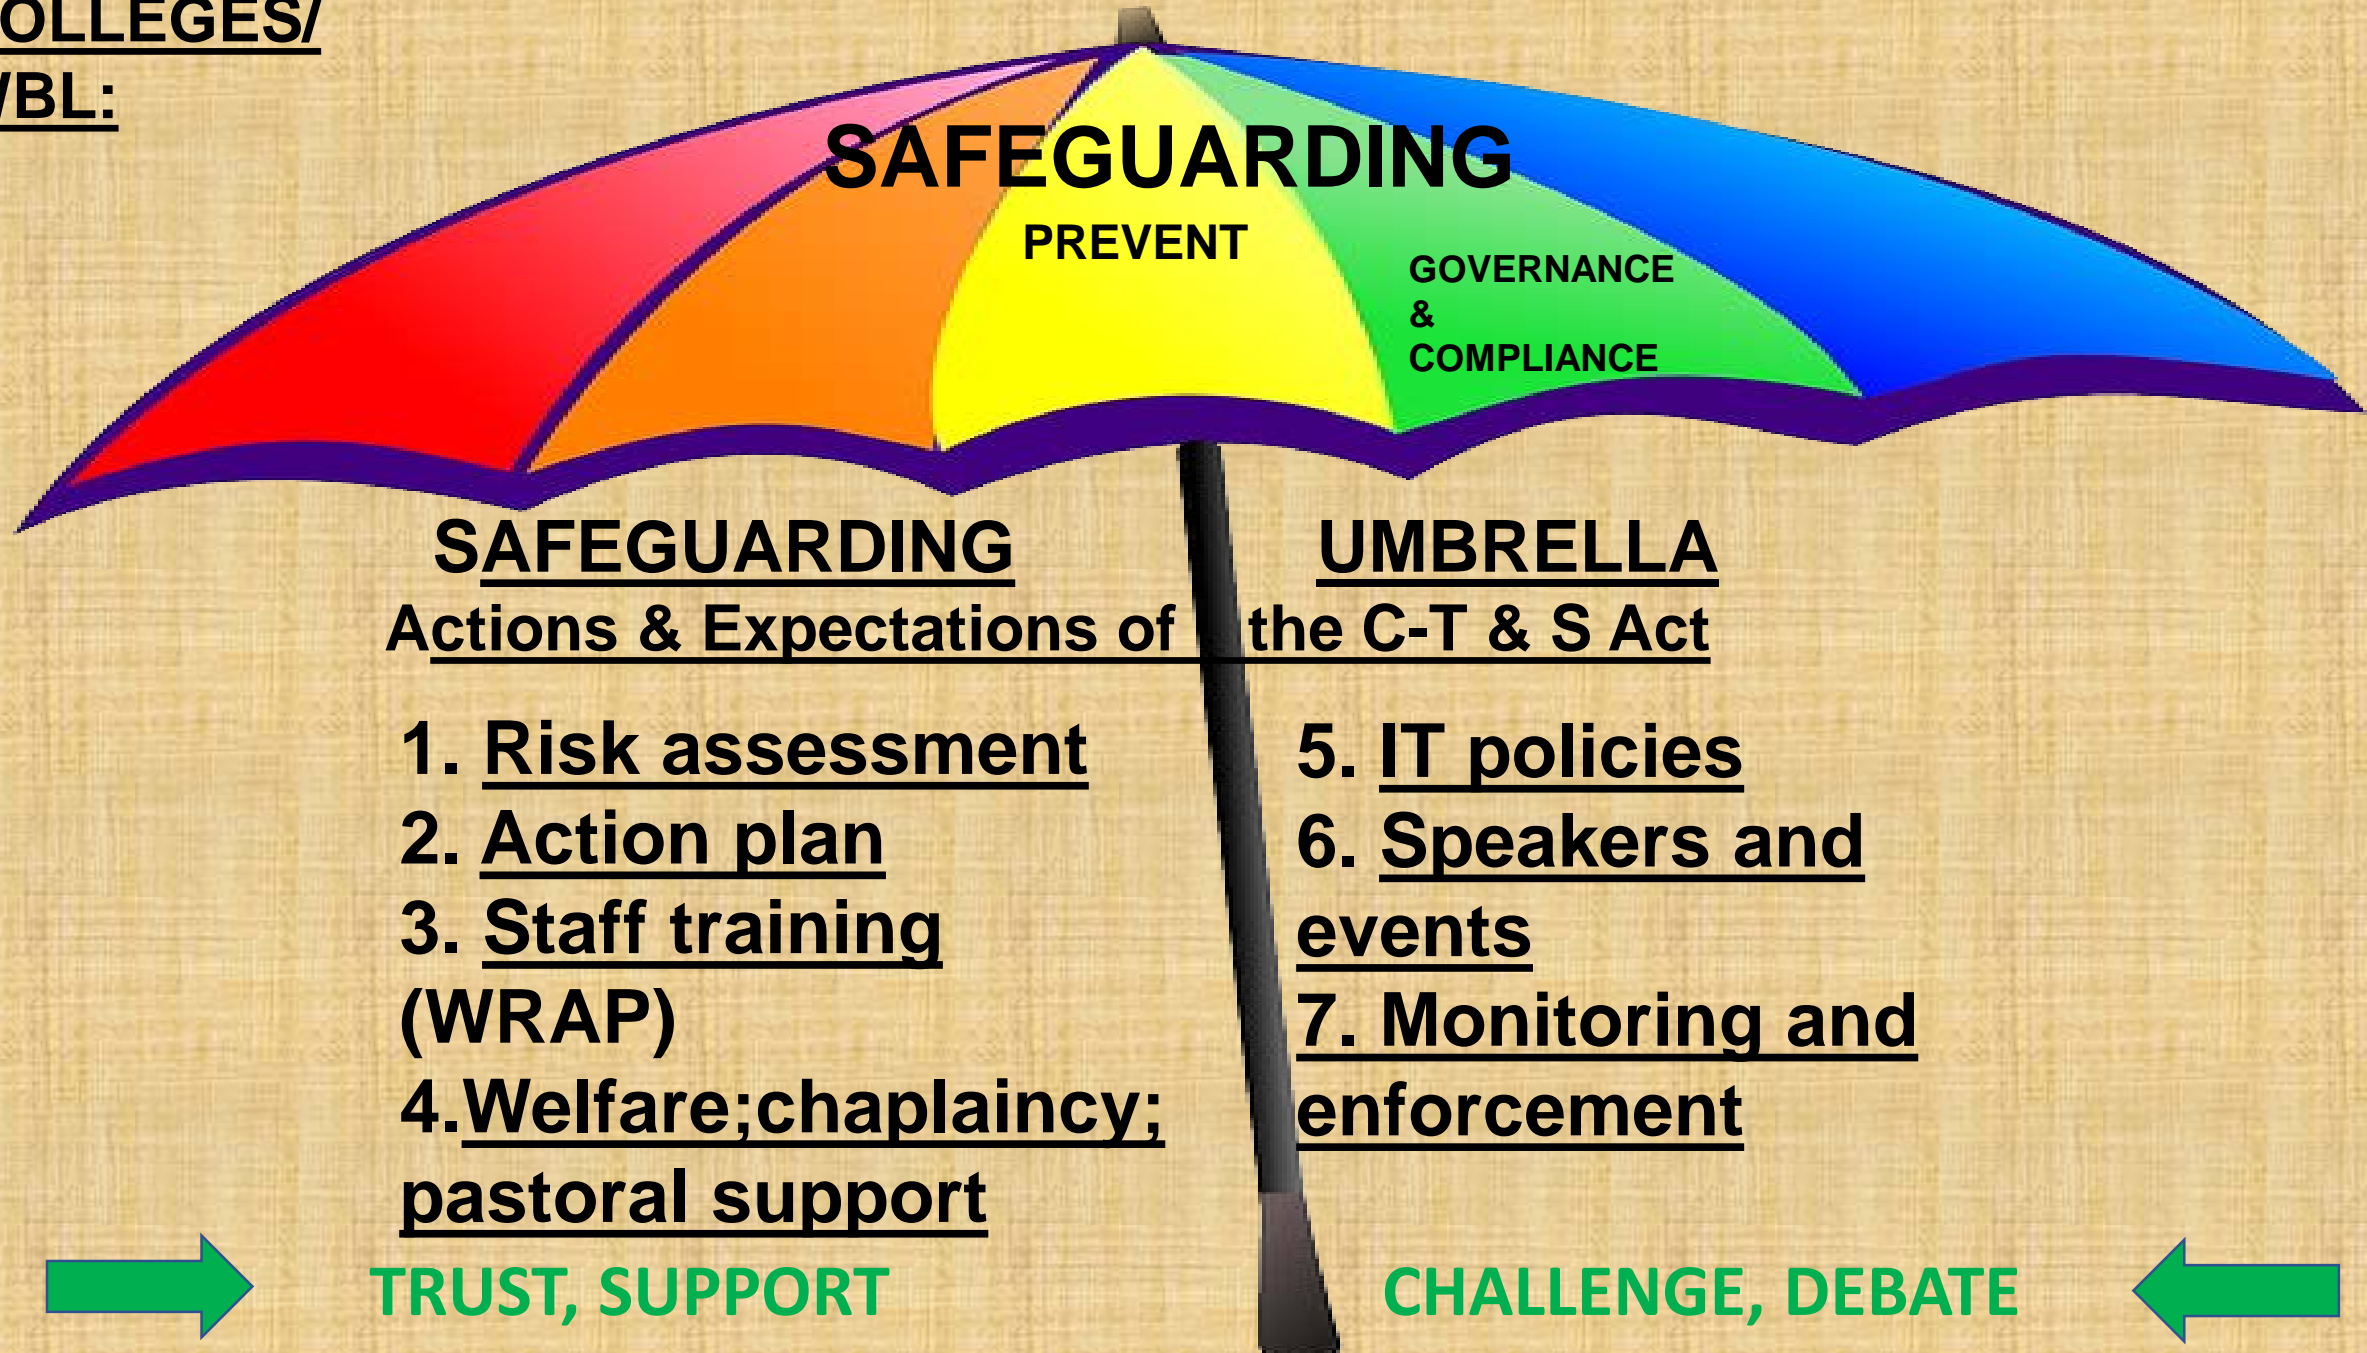 OLLEGES/
WBL:
SAFEGUARDING
PREVENT
GOVERNANCE
&
COMPLIANCE
SAFEGUARDING UMBRELLA
Actions & Expectations of the C-T & S Act
1. Risk assessment
2. Action plan
3. Staff training
(WRAP)
4.Welfare;chaplaincy;
pastoral support
5. IT policies
6. Speakers and
events
7. Monitoring and
enforcement
TRUST, SUPPORT
CHALLENGE, DEBATE